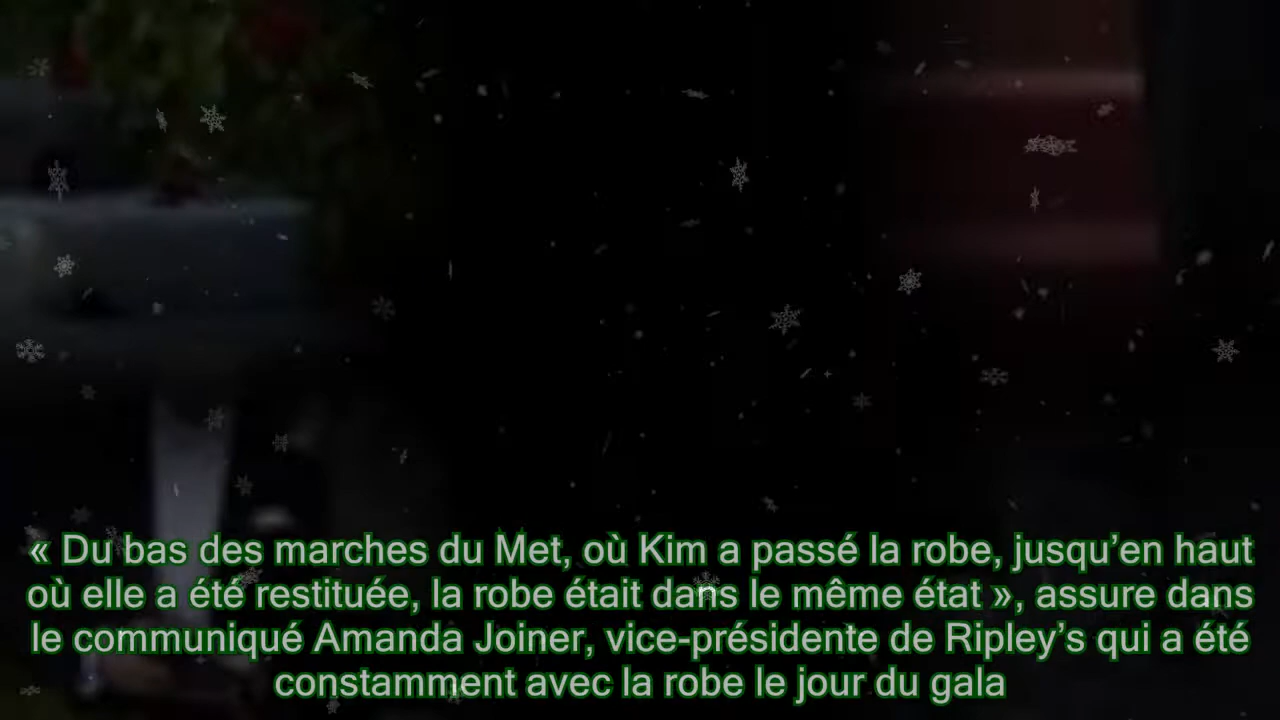 « Du bas des marches du Met, où Kim a passé la robe, jusqu’en haut
où elle a été restituée, la robe était dans le même état », assure dans
le communiqué Amanda Joiner, vice-présidente de Ripley’s qui a été
constamment avec la robe le jour du gala